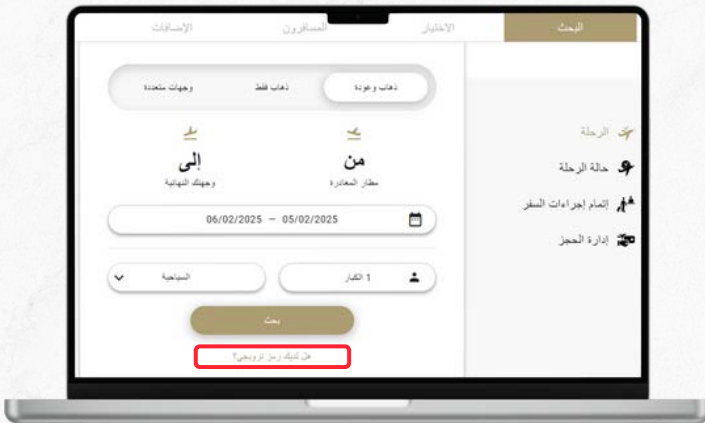 البحث
الاختيار
المسافرون
الإضافات
ذهاب وعودة
ذهاب فقط
وجهات متعددة
من
مطار المغادرة
إلى
وجهتك النهائية
06/02/2025 – 05/02/2025
1 الكبار
السياحية
بحث
هل لديك رمز ترويجي؟
الرحلة
حالة الرحلة
إتمام إجراءات السفر
إدارة الحجز